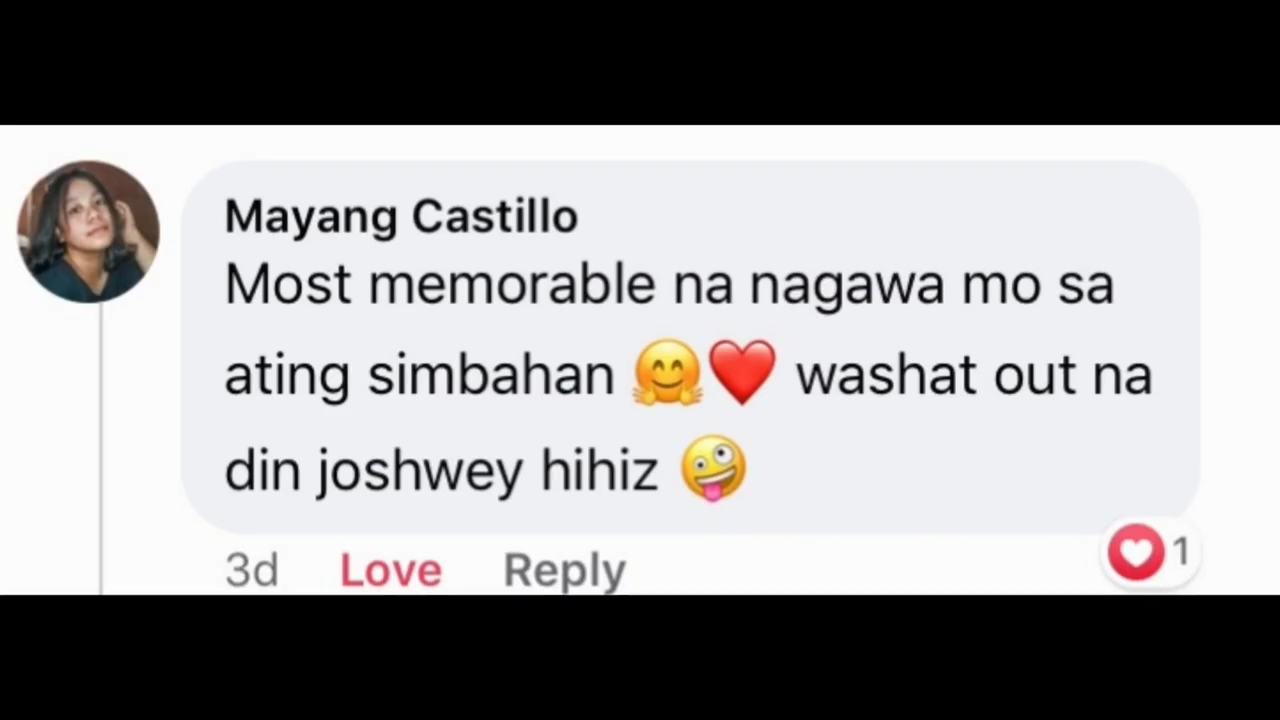 Mayang Castillo
Most memorable na nagawa mo sa
ating simbahan 🤗❤️ washat out na
din joshwey hihiz 🤪
3d Love Reply 1